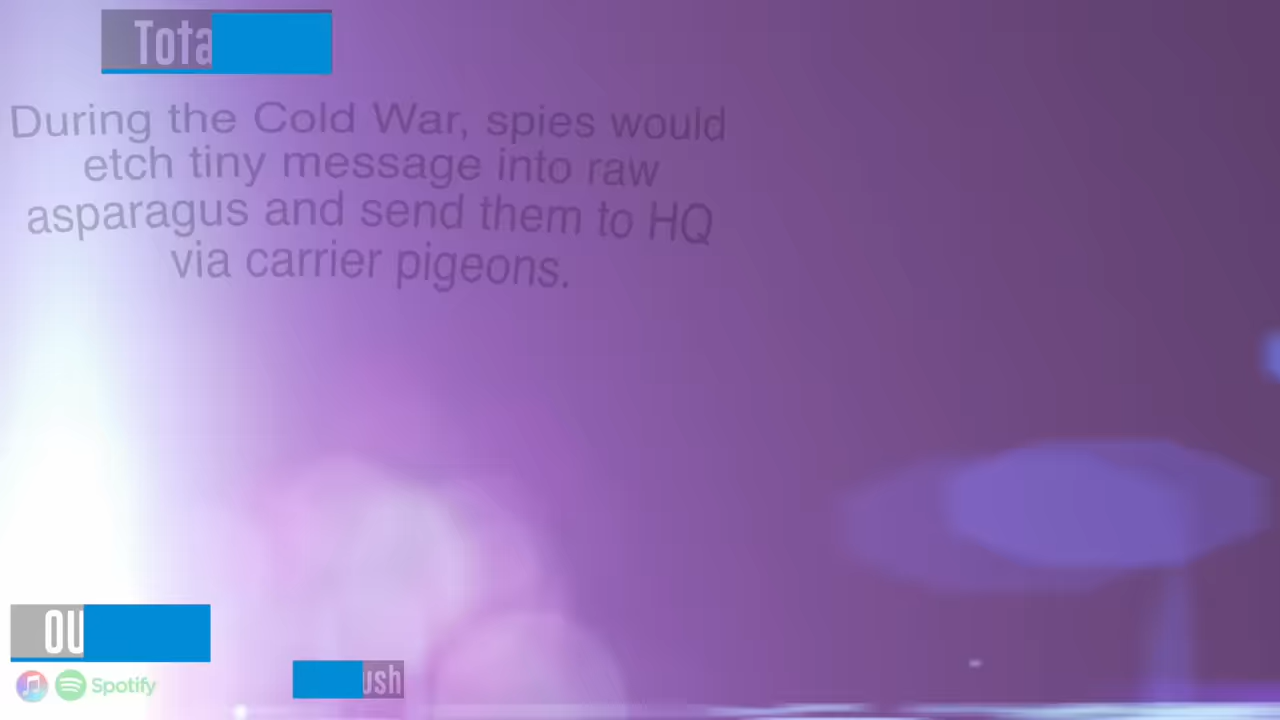 Tota
During the Cold War, spies would
etch tiny message into raw
asparagus and send them to HQ
via carrier pigeons.
OU
ush
Spotify